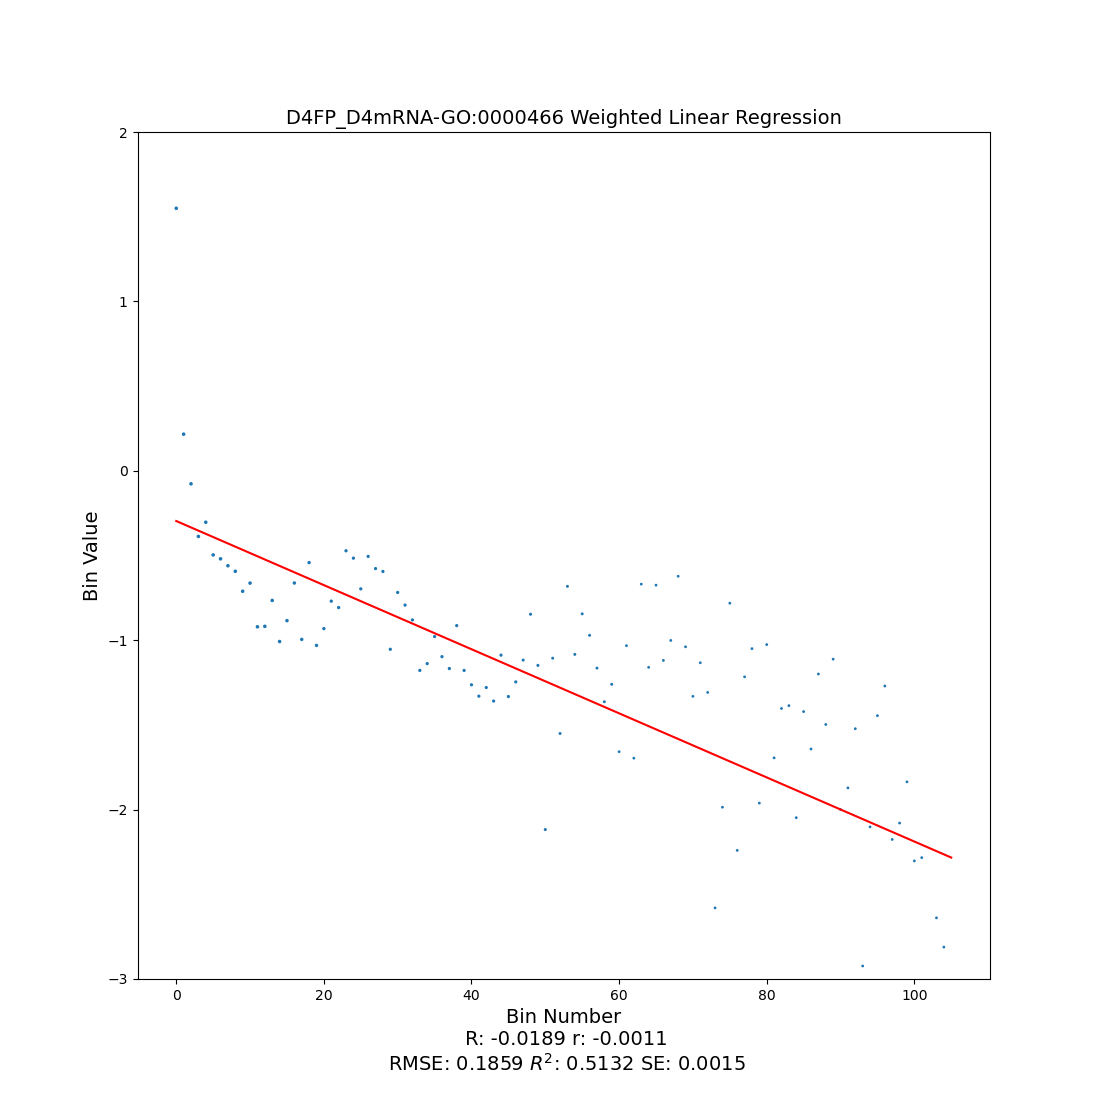 D4FP_D4mRNA-GO:0000466 Weighted Linear Regression
2
1
0
−1
−2
−3
Bin Value
0 20 40 60 80 100
Bin Number
R: -0.0189 r: -0.0011
RMSE: 0.1859 R²: 0.5132 SE: 0.0015